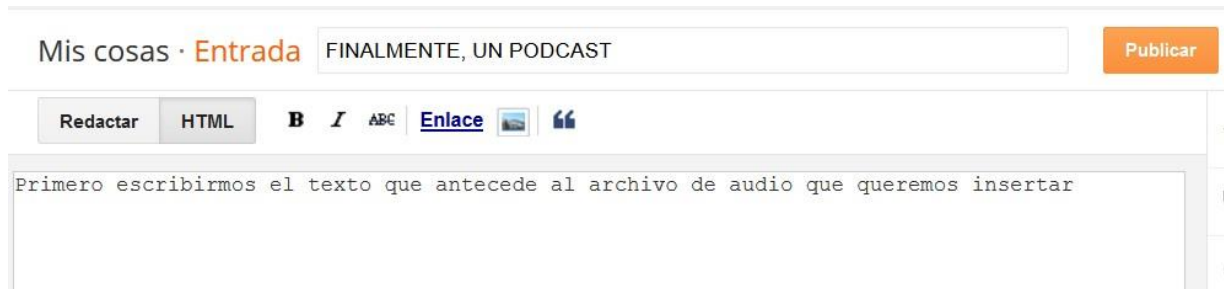 Mis cosas · Entrada FINALMENTE, UN PODCAST Publicar
Redactar HTML B I ABC Enlace
Primero escribirmos el texto que antecede al archivo de audio que queremos insertar